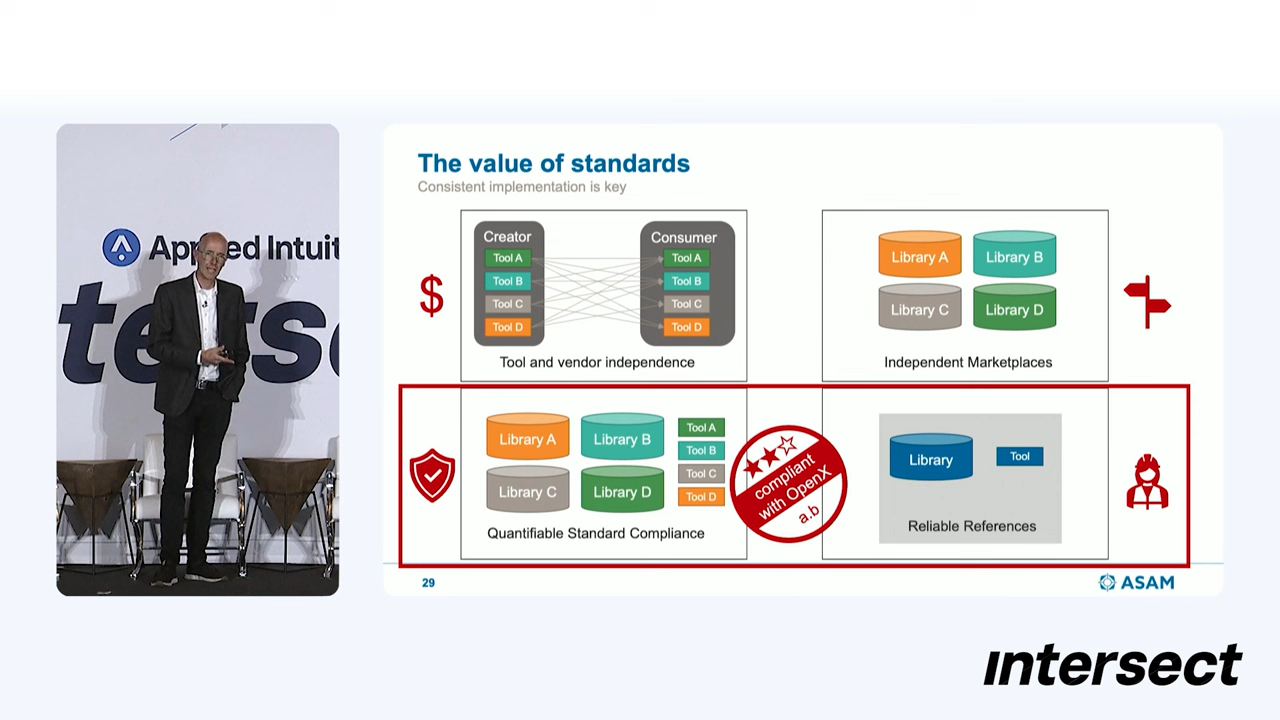 Applied Intuit
terse
The value of standards
Consistent implementation is key
Creator
Tool A
Tool B
Tool C
Tool D
Consumer
Tool A
Tool B
Tool C
Tool D
Tool and vendor independence
$
Library A
Library B
Library C
Library D
Independent Marketplaces
Library A
Library B
Library C
Library D
Tool A
Tool B
Tool C
Tool D
Quantifiable Standard Compliance
compliant
with OpenX
a.b
Library
Tool
Reliable References
29
ASAM
intersect